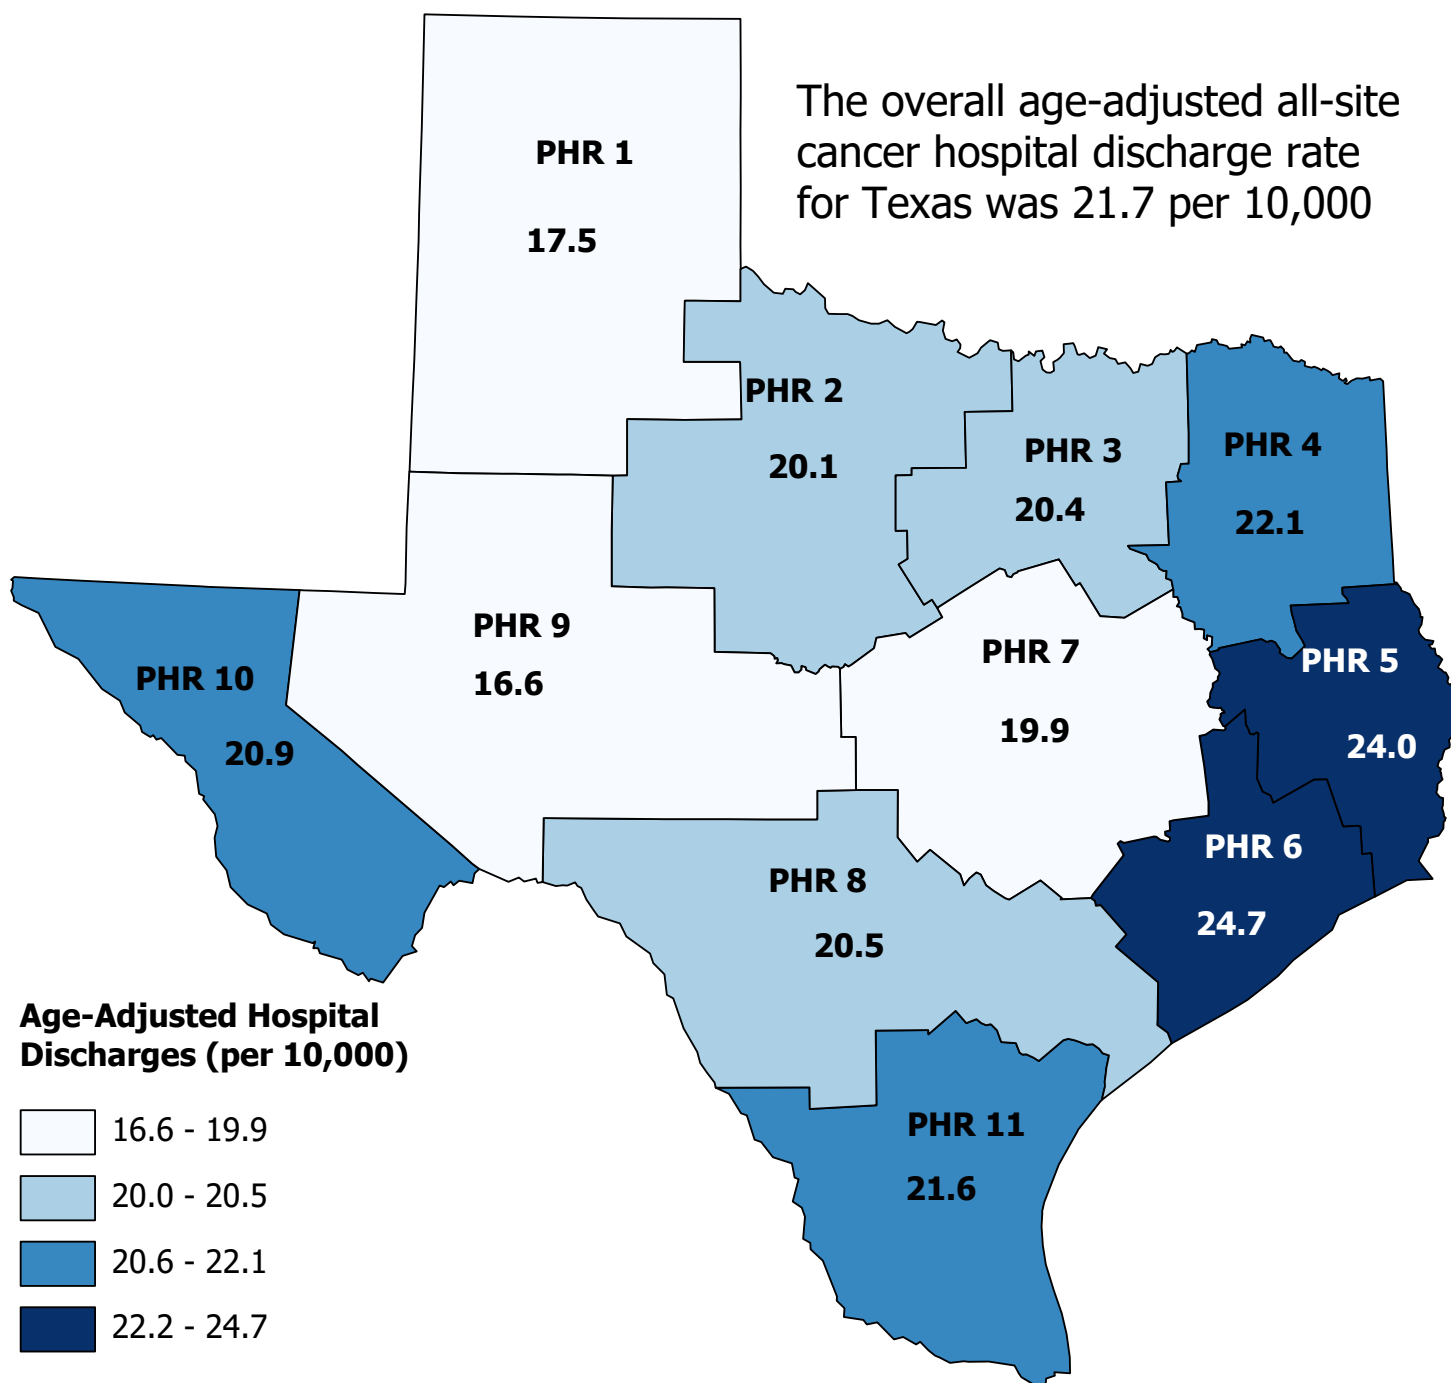 The overall age-adjusted all-site
cancer hospital discharge rate
for Texas was 21.7 per 10,000
PHR 1
17.5
PHR 2
20.1
PHR 3
20.4
PHR 4
22.1
PHR 9
16.6
PHR 10
20.9
PHR 7
19.9
PHR 5
24.0
PHR 6
24.7
PHR 8
20.5
PHR 11
21.6
Age-Adjusted Hospital
Discharges (per 10,000)
16.6 - 19.9
20.0 - 20.5
20.6 - 22.1
22.2 - 24.7